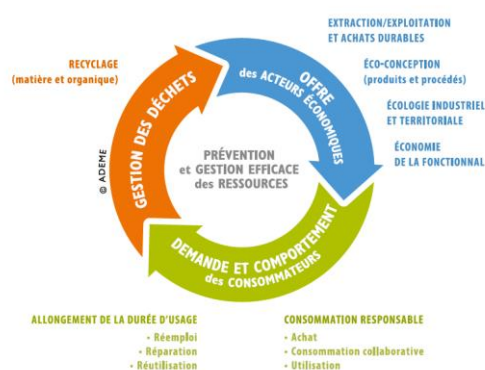 EXTRACTION/EXPLOITATION
ET ACHATS DURABLES
RECYCLAGE
(matière et organique)
ÉCO-CONCEPTION
(produits et procédés)
ÉCOLOGIE INDUSTRIEL
ET TERRITORIALE
ÉCONOMIE
DE LA FONCTIONNAL
OFFRE
des ACTEURS ÉCONOMIQUES
GESTION DES DÉCHETS
PRÉVENTION
et GESTION EFFICACE
des RESSOURCES
© ADEME
DEMANDE ET COMPORTEMENT
des CONSOMMATEURS
ALLONGEMENT DE LA DURÉE D'USAGE
• Réemploi
• Réparation
• Réutilisation
CONSOMMATION RESPONSABLE
• Achat
• Consommation collaborative
• Utilisation